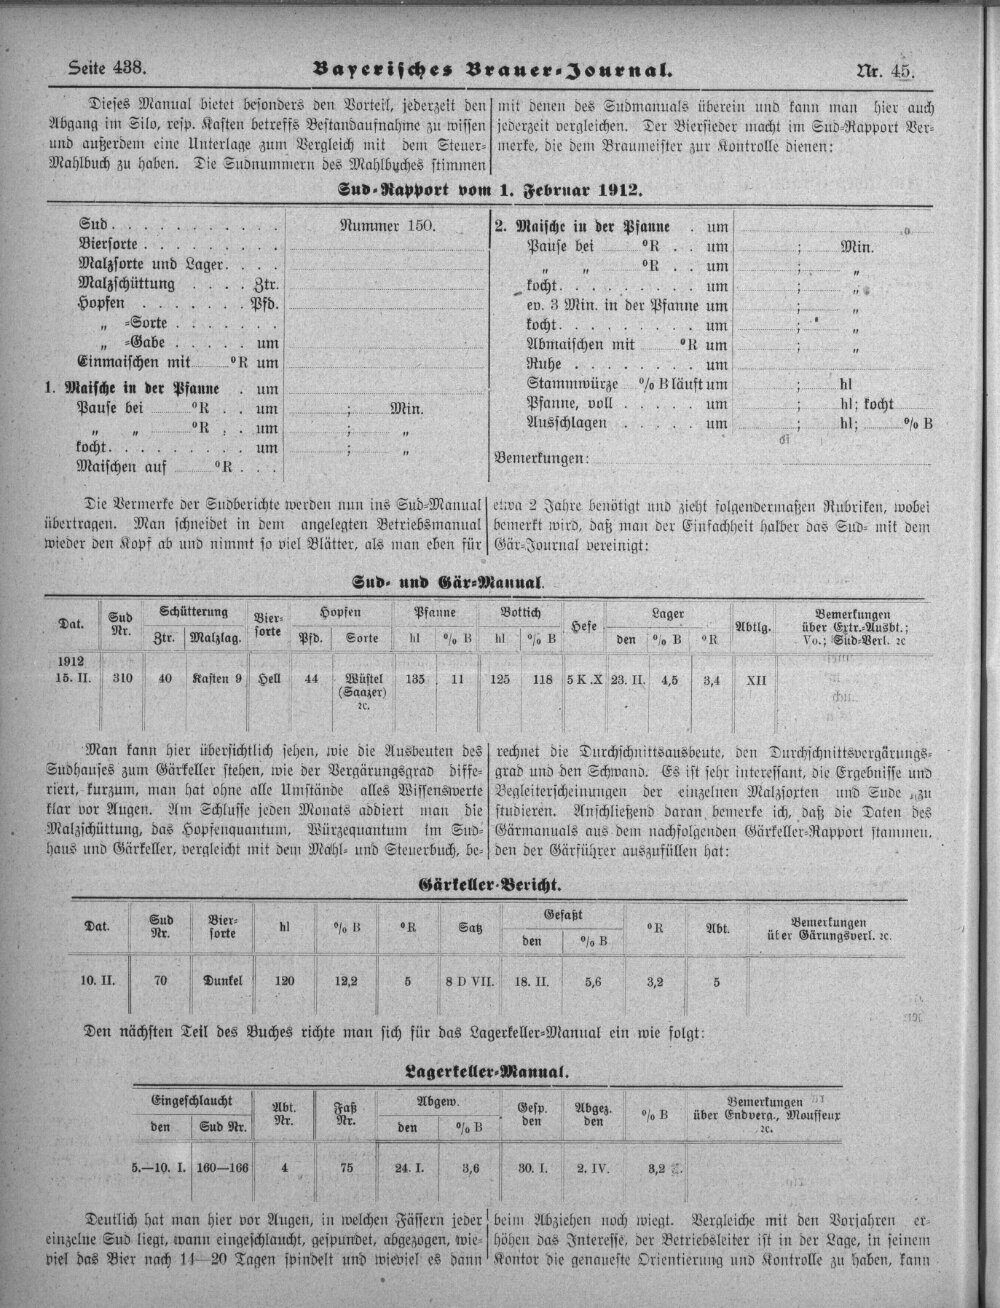 Seite 438. Bayerisches Brauer-Journal. Nr. 45.
Dieses Manual bietet besonders den Vorteil, jederzeit den
Abgang im Silo, resp. Kasten betreffs Bestandaufnahme zu wissen
und außerdem eine Unterlage zum Vergleich mit dem Steuer-
Mahlbuch zu haben. Die Sudnummern des Mahlbuches stimmen
mit denen des Sudmanuals überein und kann man hier auch
jederzeit vergleichen. Der Biersieder macht im Sud-Rapport Ver-
merke, die dem Braumeister zur Kontrolle dienen:
Sud-Rapport vom 1. Februar 1912.
Sud . . . . . . . . . . . Nummer 150.
Biersorte . . . . . . . . .
Malzsorte und Lager. . . .
Malzschüttung . . . . Ztr.
Hopfen . . . . . . . Pfd.
„ =Sorte . . . . . . .
„ =Gabe . . . . . um
Einmaischen mit ⁰R um
1. Maische in der Pfanne . um
Pause bei ⁰R . . um ; Min.
„ „ ⁰R . . um ; „
kocht. . . . . . . . . um ; „
Maischen auf ⁰R . . .
2. Maische in der Pfanne . um
Pause bei ⁰R . . um ; Min.
„ „ ⁰R . . um ; „
kocht. . . . . . . . . um ; „
ev. 3 Min. in der Pfanne um ; „
kocht. . . . . . . . . um ; „
Abmaischen mit ⁰R um ; „
Ruhe . . . . . . . . um
Stammwürze % B läuft um ; hl
Pfanne, voll . . . . . um ; hl; kocht
Ausschlagen . . . . . um ; hl; % B
Bemerkungen:
Die Vermerke der Sudberichte werden nun ins Sud-Manual
übertragen. Man schneidet in dem angelegten Betriebsmanual
wieder den Kopf ab und nimmt so viel Blätter, als man eben für
etwa 2 Jahre benötigt und zieht folgendermaßen Rubriken, wobei
bemerkt wird, daß man der Einfachheit halber das Sud- mit dem
Gär-Journal vereinigt:
Sud- und Gär-Manual.
Dat. Sud Nr. Schütterung Ztr. Malzlag. Bier-sorte Hopfen Pfd. Sorte Pfanne hl % B Bottich hl % B Hefe Lager den % B ⁰R Abtlg. Bemerkungen über Extr.-Ausbt.; Vo.; Sud-Verl. ꝛc
1912
15. II. 310 40 Kasten 9 Hell 44 Wüstel (Saazer) ꝛc. 135 11 125 118 5 K .X 23. II. 4,5 3,4 XII
Man kann hier übersichtlich sehen, wie die Ausbeuten des
Sudhauses zum Gärkeller stehen, wie der Vergärungsgrad diffe-
riert, kurzum, man hat ohne alle Umstände alles Wissenswerte
klar vor Augen. Am Schlusse jeden Monats addiert man die
Malzschüttung, das Hopfenquantum, Würzequantum im Sud-
haus und Gärkeller, vergleicht mit dem Mahl- und Steuerbuch, be-
rechnet die Durchschnittsausbeute, den Durchschnittsvergärungs-
grad und den Schwand. Es ist sehr interessant, die Ergebnisse und
Begleiterscheinungen der einzelnen Malzsorten und Sude zu
studieren. Anschließend daran bemerke ich, daß die Daten des
Gärmanuals aus dem nachfolgenden Gärkeller-Rapport stammen,
den der Gärführer auszufüllen hat:
Gärkeller-Bericht.
Dat. Sud Nr. Bier-sorte hl % B ⁰R Satz Gefaßt den % B ⁰R Abt. Bemerkungen über Gärungsverl. ꝛc.
10. II. 70 Dunkel 120 12,2 5 8 D VII. 18. II. 5,6 3,2 5
Den nächsten Teil des Buches richte man sich für das Lagerkeller-Manual ein wie folgt:
Lagerkeller-Manual.
Eingeschlaucht den Sud Nr. Abt. Nr. Faß Nr. Abgew. den % B Gesp. den Abgez. den % B Bemerkungen über Endverg., Mousseux ꝛc.
5.—10. I. 160—166 4 75 24. I. 3,6 30. I. 2. IV. 3,2
Deutlich hat man hier vor Augen, in welchen Fässern jeder
einzelne Sud liegt, wann eingeschlaucht, gespundet, abgezogen, wie-
viel das Bier nach 14—20 Tagen spindelt und wieviel es dann
beim Abziehen noch wiegt. Vergleiche mit den Vorjahren er-
höhen das Interesse, der Betriebsleiter ist in der Lage, in seinem
Kontor die genaueste Orientierung und Kontrolle zu haben, kann